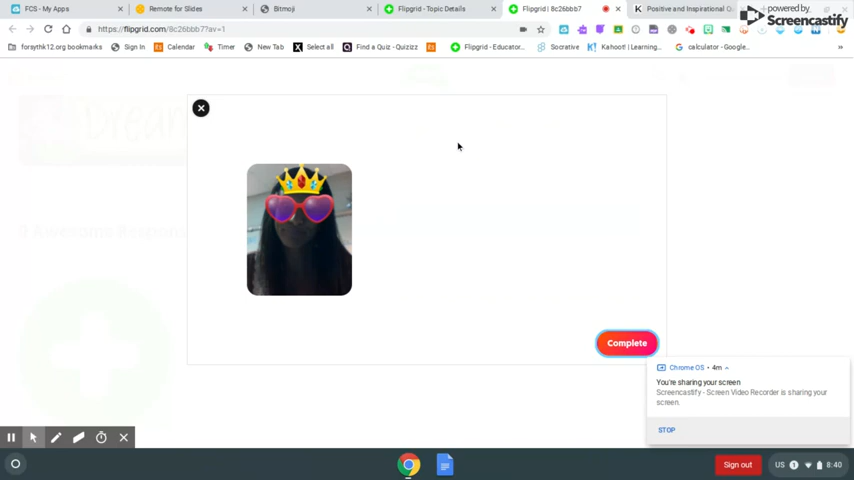 FCS - My Apps
Remote for Slides
Bitmoji
Flipgrid - Topic Details
Flipgrid | 8c26bbb7
Positive and Inspirational Q
powered by
Screencastify
https://flipgrid.com/8c26bbb7?av=1
forsythk12.org bookmarks
Sign In
Calendar
Timer
New Tab
Select all
Find a Quiz - Quizizz
Flipgrid - Educator...
Socrative
Kahoot! | Learning...
calculator - Google...
Dream
Complete
Chrome OS • 4m
You're sharing your screen
Screencastify - Screen Video Recorder is sharing your
screen.
STOP
Sign out
US
8:40